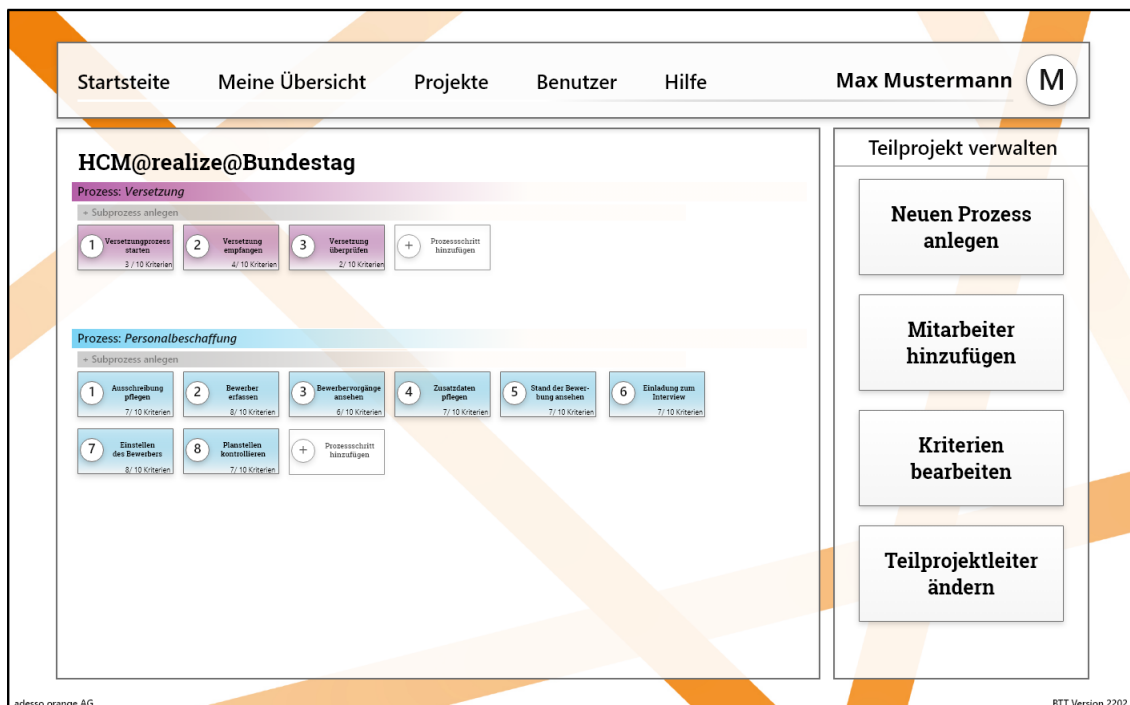 Startsteite Meine Übersicht Projekte Benutzer Hilfe Max Mustermann M
HCM@realize@Bundestag
Prozess: Versetzung
+ Subprozess anlegen
1 Versetzungprozess starten 3 / 10 Kriterien
2 Versetzung empfangen 4/ 10 Kriterien
3 Versetzung überprüfen 2/ 10 Kriterien
+ Prozessschritt hinzufügen
Prozess: Personalbeschaffung
+ Subprozess anlegen
1 Ausschreibung pflegen 7/ 10 Kriterien
2 Bewerber erfassen 8/ 10 Kriterien
3 Bewerbervorgänge ansehen 6/ 10 Kriterien
4 Zusatzdaten pflegen 7/ 10 Kriterien
5 Stand der Bewer- bung ansehen 7/ 10 Kriterien
6 Einladung zum Interview 7/ 10 Kriterien
7 Einstellen des Bewerbers 8/ 10 Kriterien
8 Planstellen kontrollieren 7/ 10 Kriterien
+ Prozessschritt hinzufügen
Teilprojekt verwalten
Neuen Prozess
anlegen
Mitarbeiter
hinzufügen
Kriterien
bearbeiten
Teilprojektleiter
ändern
adesso orange AG
BTT Version 2202